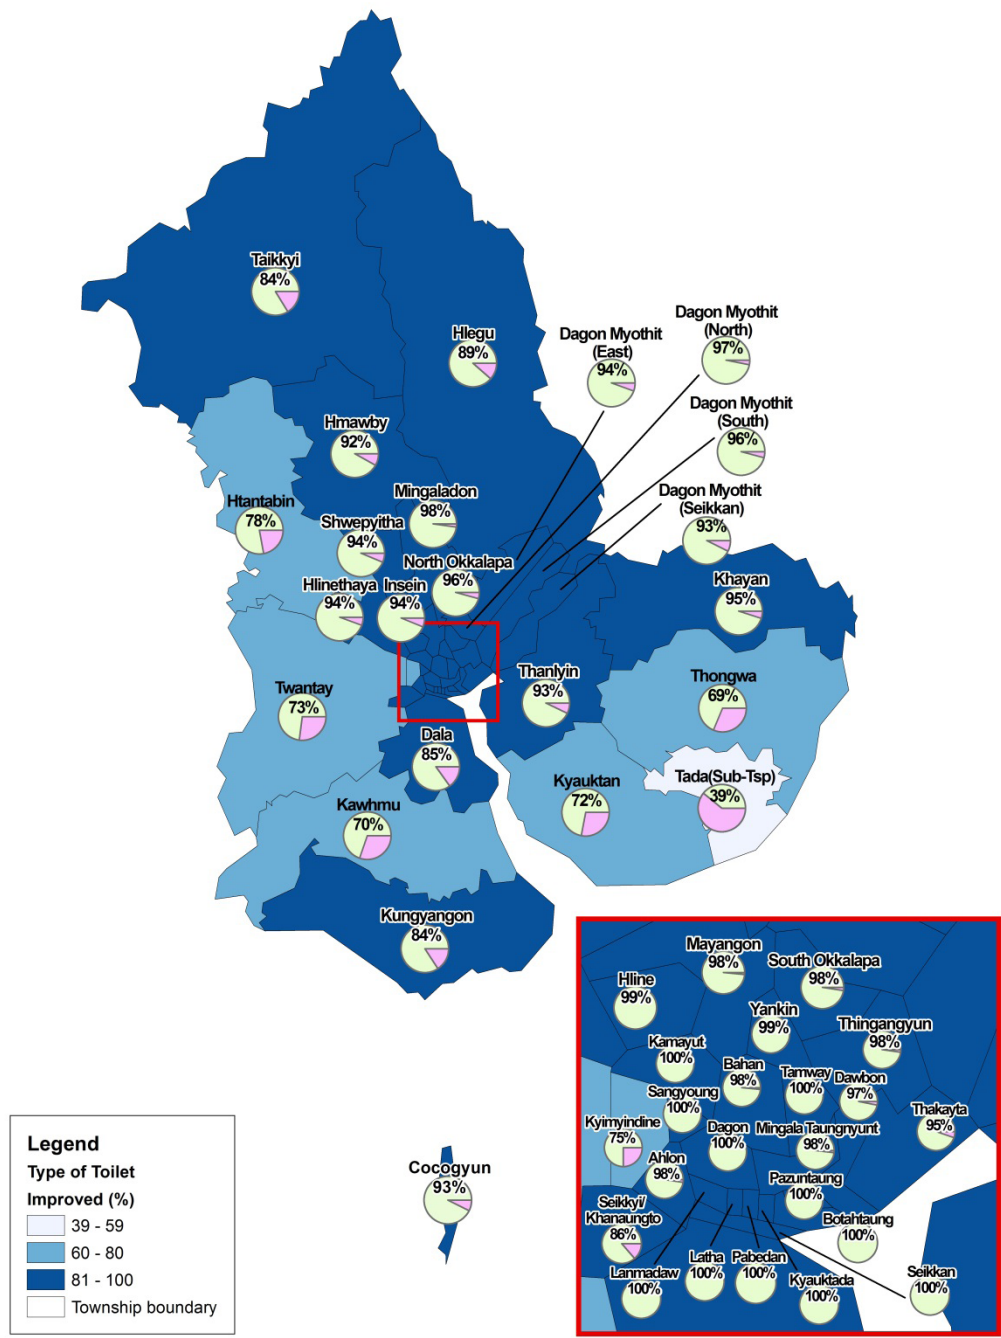 Taikkyi
84%
Hlegu
89%
Dagon Myothit
(East)
94%
Dagon Myothit
(North)
97%
Dagon Myothit
(South)
96%
Dagon Myothit
(Seikkan)
93%
Hmawby
92%
Mingaladon
98%
Htantabin
78%
Shwepyitha
94%
North Okkalapa
96%
Hlinethaya
94%
Insein
94%
Khayan
95%
Thanlyin
93%
Thongwa
69%
Twantay
73%
Dala
85%
Kyauktan
72%
Tada(Sub-Tsp)
39%
Kawhmu
70%
Kungyangon
84%
Cocogyun
93%
Mayangon
98%
South Okkalapa
98%
Hline
99%
Yankin
99%
Thingangyun
98%
Kamayut
100%
Bahan
98%
Tamway
100%
Dawbon
97%
Sangyoung
100%
Thakayta
95%
Kyimyindine
75%
Dagon
100%
Mingala Taungnyunt
98%
Ahlon
98%
Pazuntaung
100%
Seikkyi/
Khanaungto
86%
Botahtaung
100%
Lanmadaw
100%
Latha
100%
Pabedan
100%
Kyauktada
100%
Seikkan
100%
Legend
Type of Toilet
Improved (%)
39 - 59
60 - 80
81 - 100
Township boundary